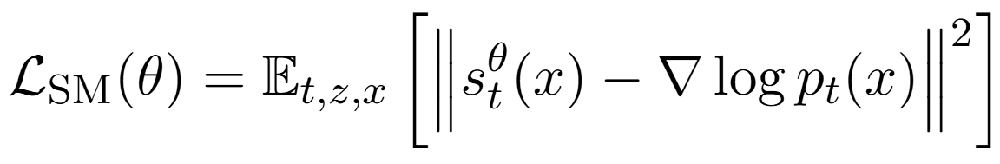 $\mathcal{L}_{\mathrm{SM}}(\theta) = \mathbb{E}_{t,z,x}\left[\left\|s_t^\theta(x) - \nabla \log p_t(x)\right\|^2\right]$